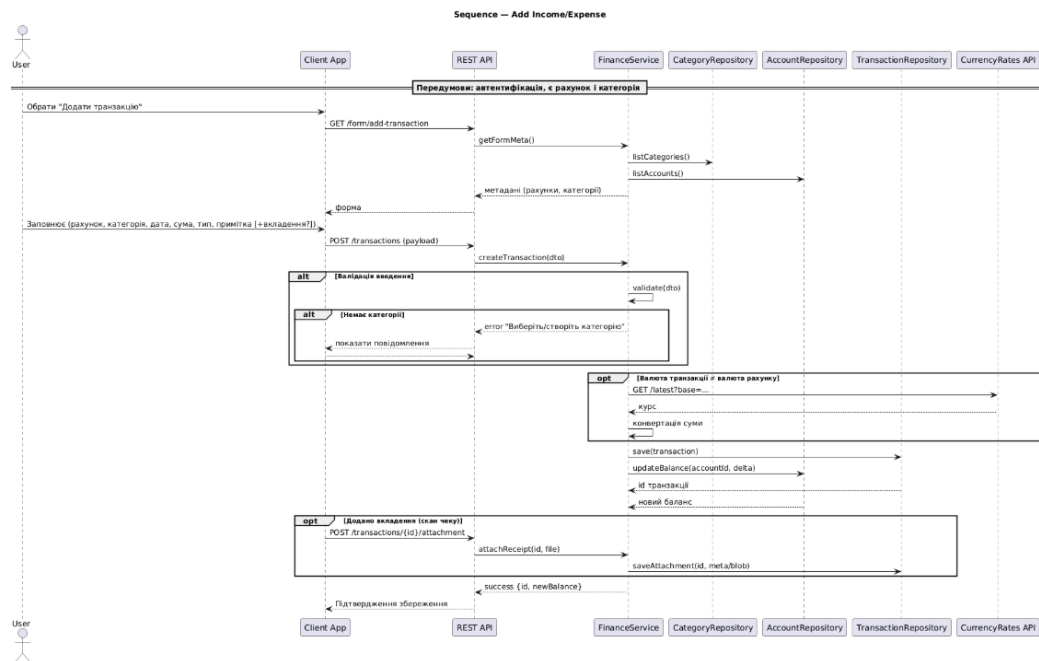 Sequence — Add Income/Expense
User
Client App
REST API
FinanceService
CategoryRepository
AccountRepository
TransactionRepository
CurrencyRates API
Передумови: автентифікація, є рахунок і категорія
Обрати "Додати транзакцію"
GET /form/add-transaction
getFormMeta()
listCategories()
listAccounts()
метадані (рахунки, категорії)
форма
Заповнює (рахунок, категорія, дата, сума, тип, примітка [+вкладення?])
POST /transactions (payload)
createTransaction(dto)
alt [Валідація введення]
validate(dto)
alt [Немає категорії]
error "Виберіть/створіть категорію"
показати повідомлення
opt [Валюта транзакції ≠ валюта рахунку]
GET /latest?base=...
курс
конвертація суми
save(transaction)
updateBalance(accountId, delta)
id транзакції
новий баланс
opt [Додано вкладення (скан чеку)]
POST /transactions/{id}/attachment
attachReceipt(id, file)
saveAttachment(id, meta/blob)
success {id, newBalance}
Підтвердження збереження
User
Client App
REST API
FinanceService
CategoryRepository
AccountRepository
TransactionRepository
CurrencyRates API